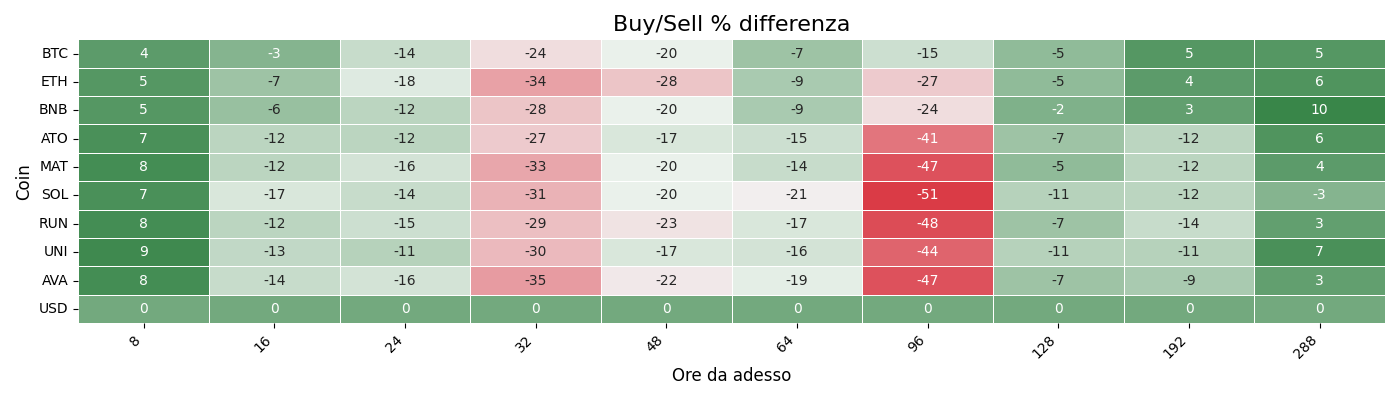 Buy/Sell % differenza
Coin
BTC 4 -3 -14 -24 -20 -7 -15 -5 5 5
ETH 5 -7 -18 -34 -28 -9 -27 -5 4 6
BNB 5 -6 -12 -28 -20 -9 -24 -2 3 10
ATO 7 -12 -12 -27 -17 -15 -41 -7 -12 6
MAT 8 -12 -16 -33 -20 -14 -47 -5 -12 4
SOL 7 -17 -14 -31 -20 -21 -51 -11 -12 -3
RUN 8 -12 -15 -29 -23 -17 -48 -7 -14 3
UNI 9 -13 -11 -30 -17 -16 -44 -11 -11 7
AVA 8 -14 -16 -35 -22 -19 -47 -7 -9 3
USD 0 0 0 0 0 0 0 0 0 0
8 16 24 32 48 64 96 128 192 288
Ore da adesso